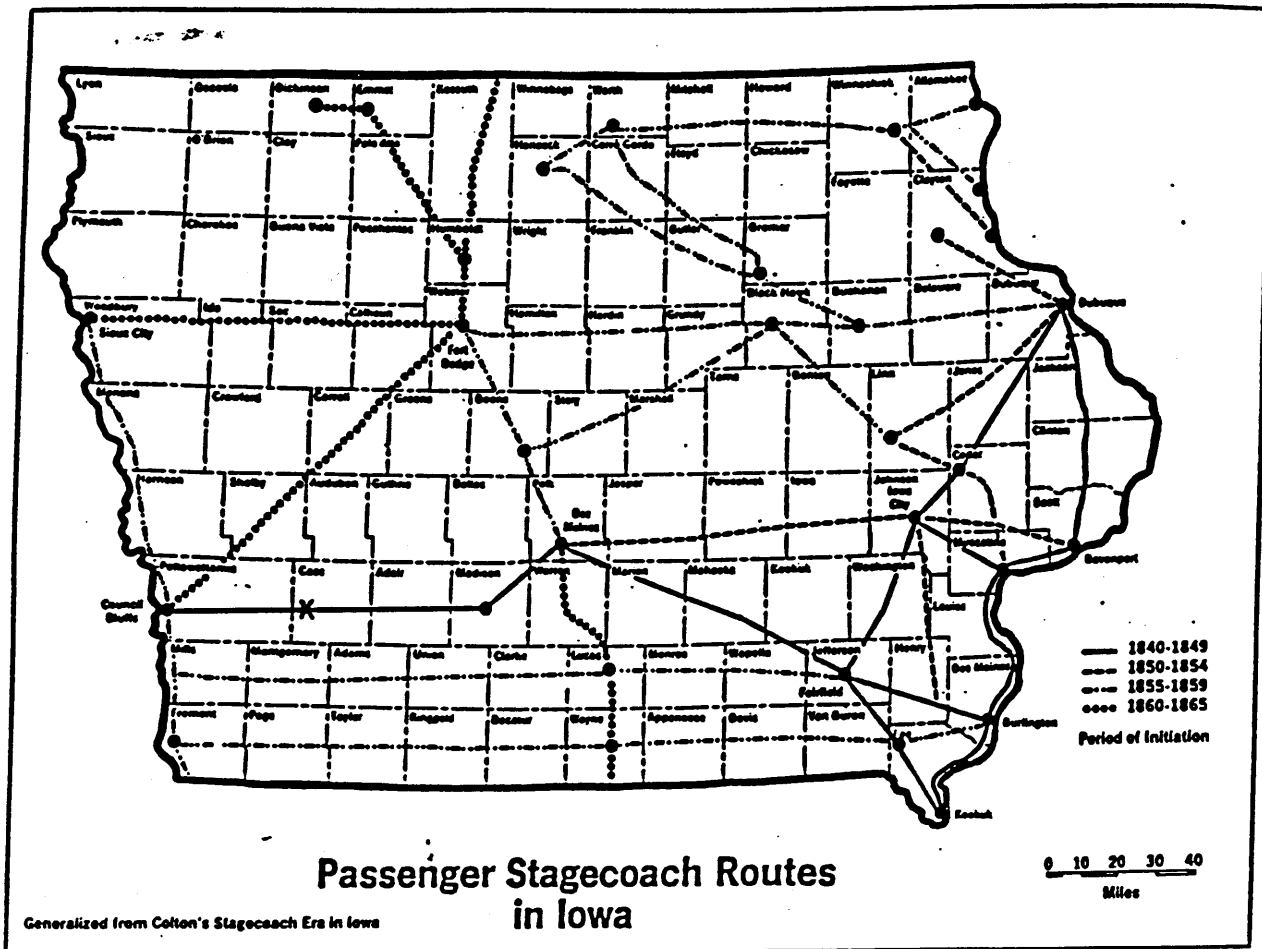 Lyon Osceola Dickinson Emmet Kossuth Winnebago Worth Mitchell Howard Winneshiek Allamakee
Sioux O'Brien Clay Palo Alto Hancock Cerro Gordo Floyd Chickasaw
Fayette Clayton
Plymouth Cherokee Buena Vista Pocahontas Humboldt Wright Franklin Butler Bremer
Webster Black Hawk Buchanan Delaware Dubuque
Woodbury Ida Sac Calhoun Hamilton Hardin Grundy Dubuque
Sioux City
Fort
Dodge
Monona Crawford Carroll Greene Boone Story Marshall Tama Benton Linn Jones Jackson
Clinton
Cedar
Harrison Shelby Audubon Guthrie Dallas Polk Jasper Poweshiek Iowa Johnson
Iowa
City
Scott
Des
Moines
Muscatine
Davenport
Pottawattamie Cass Adair Madison Warren Marion Mahaska Keokuk Washington
Council
Bluffs
X
Louisa
Mills Montgomery Adams Union Clarke Lucas Monroe Wapello Jefferson Henry
Des Moines
Fairfield
Fremont Page Taylor Ringgold Decatur Wayne Appanoose Davis Van Buren
Lee
Burlington
Keokuk
1840-1849
1850-1854
1855-1859
1860-1865
Period of Initiation
0 10 20 30 40
Miles
Passenger Stagecoach Routes
in Iowa
Generalized from Colton's Stagecoach Era in Iowa